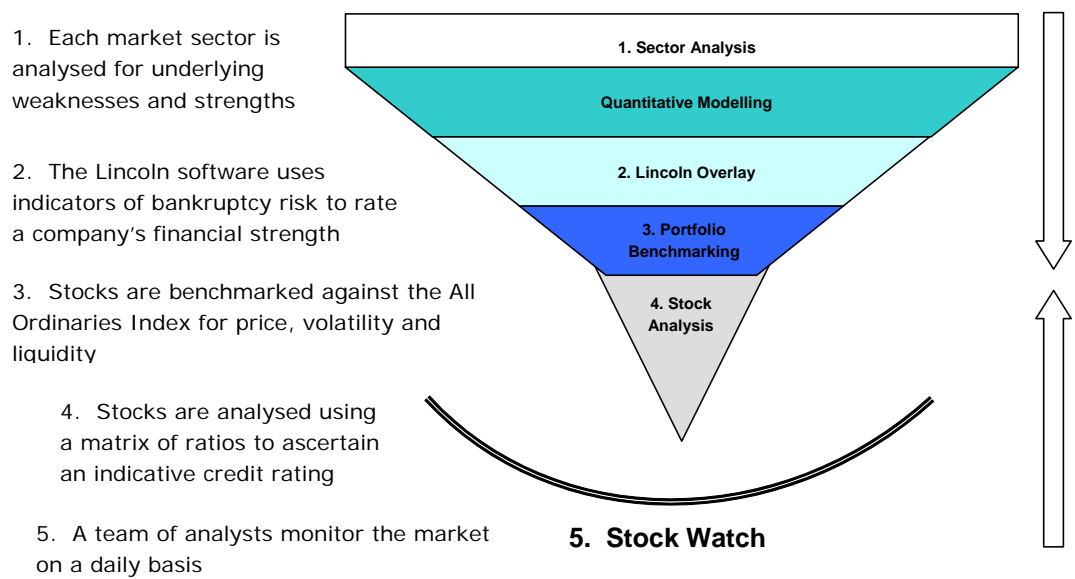 1. Each market sector is
analysed for underlying
weaknesses and strengths
2. The Lincoln software uses
indicators of bankruptcy risk to rate
a company's financial strength
3. Stocks are benchmarked against the All
Ordinaries Index for price, volatility and
liquidity
4. Stocks are analysed using
a matrix of ratios to ascertain
an indicative credit rating
5. A team of analysts monitor the market
on a daily basis
1. Sector Analysis
Quantitative Modelling
2. Lincoln Overlay
3. Portfolio
Benchmarking
4. Stock
Analysis
5. Stock Watch